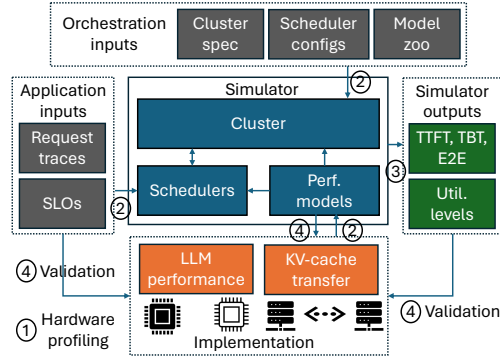 Orchestration inputs
Cluster spec
Scheduler configs
Model zoo
2
Application inputs
Request traces
SLOs
2
Simulator
Cluster
Schedulers
Perf. models
3
Simulator outputs
TTFT, TBT, E2E
Util. levels
4
2
4 Validation
1 Hardware profiling
LLM performance
KV-cache transfer
Implementation
4 Validation